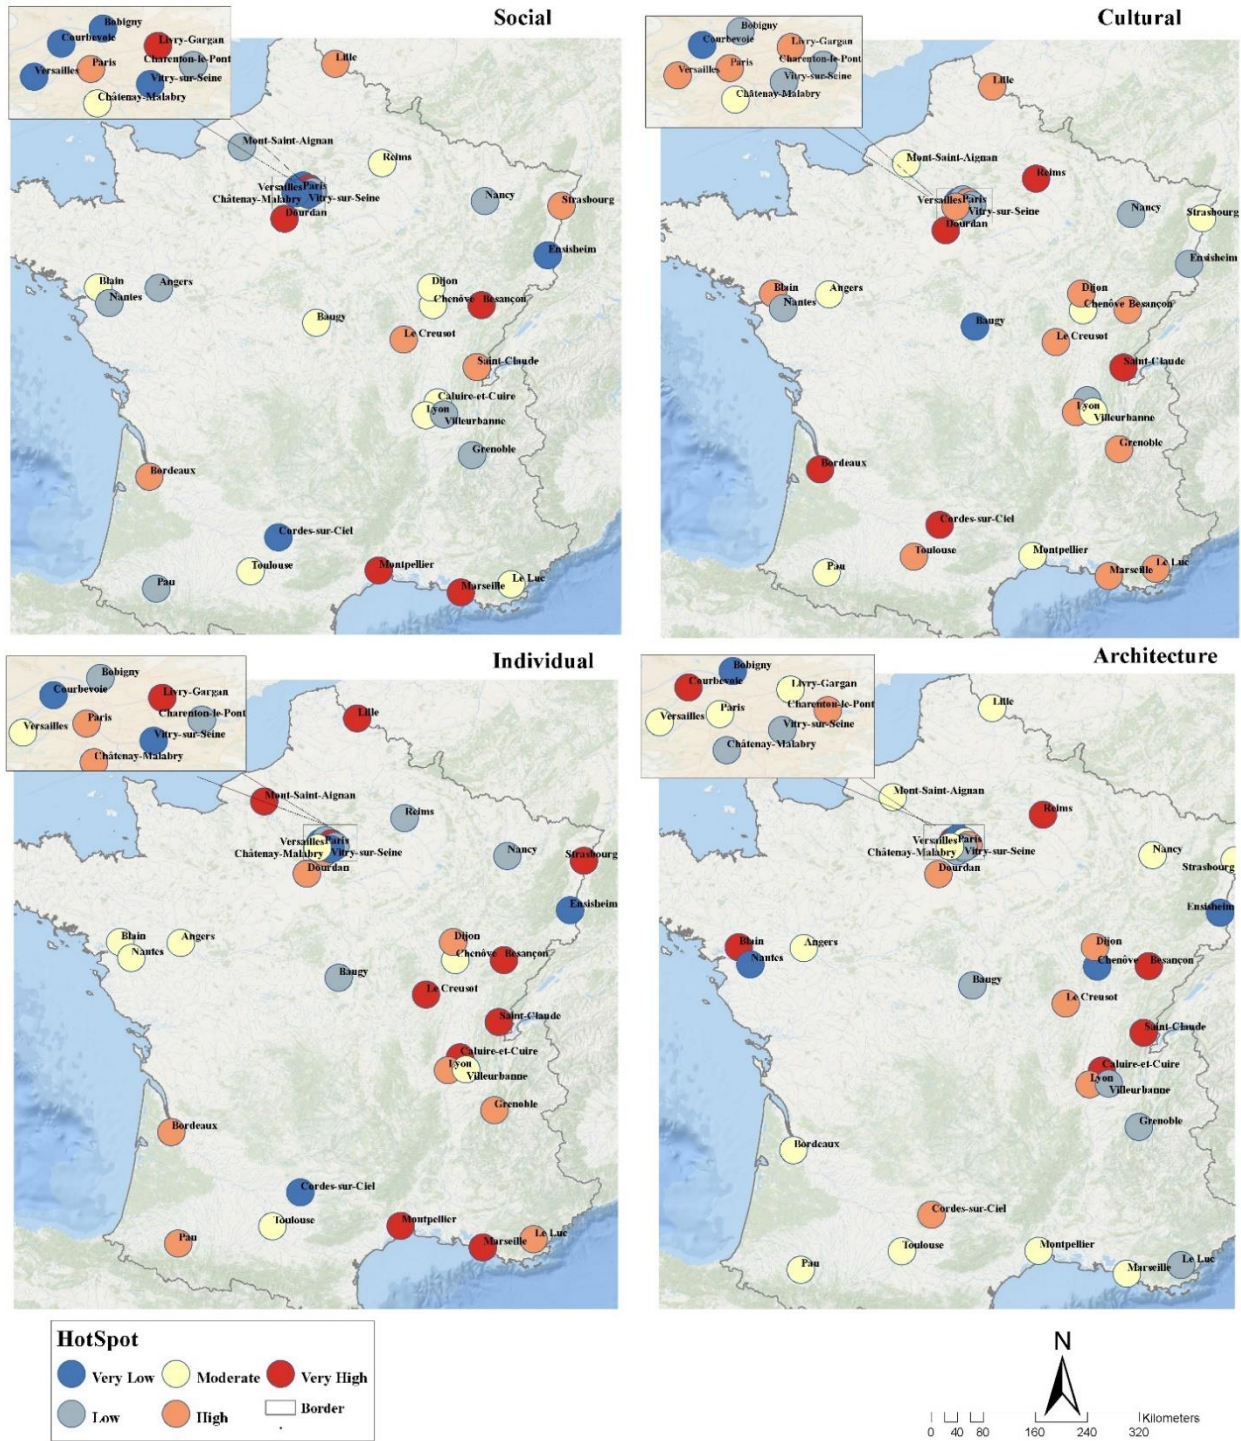 Social
Bobigny
Courbevoie
Livry-Gargan
Paris
Charenton-le-Pont
Versailles
Vitry-sur-Seine
Châtenay-Malabry
Lille
Mont-Saint-Aignan
Reims
Versailles Paris
Châtenay-Malabry Vitry-sur-Seine
Nancy
Strasbourg
Dourdan
Ensisheim
Blain
Angers
Dijon
Nantes
Chenôve
Besançon
Baugy
Le Creusot
Saint-Claude
Caluire-et-Cuire
Lyon
Villeurbanne
Grenoble
Bordeaux
Cordes-sur-Ciel
Toulouse
Montpellier
Pau
Marseille
Le Luc
Cultural
Bobigny
Courbevoie
Livry-Gargan
Charenton-le-Pont
Versailles
Paris
Vitry-sur-Seine
Châtenay-Malabry
Lille
Mont-Saint-Aignan
Reims
Versailles Paris
Vitry-sur-Seine
Nancy
Strasbourg
Dourdan
Ensisheim
Blain
Angers
Dijon
Nantes
Chenôve Besançon
Baugy
Le Creusot
Saint-Claude
Lyon
Villeurbanne
Grenoble
Bordeaux
Cordes-sur-Ciel
Toulouse
Montpellier
Pau
Marseille
Le Luc
Individual
Bobigny
Courbevoie
Livry-Gargan
Charenton-le-Pont
Versailles
Paris
Vitry-sur-Seine
Châtenay-Malabry
Lille
Mont-Saint-Aignan
Reims
Versailles Paris
Châtenay-Malabry Vitry-sur-Seine
Nancy
Strasbourg
Dourdan
Ensisheim
Blain
Angers
Dijon
Nantes
Chenôve
Besançon
Baugy
Le Creusot
Saint-Claude
Caluire-et-Cuire
Lyon
Villeurbanne
Grenoble
Bordeaux
Cordes-sur-Ciel
Toulouse
Montpellier
Pau
Marseille
Le Luc
Architecture
Bobigny
Courbevoie
Livry-Gargan
Charenton-le-Pont
Versailles
Paris
Vitry-sur-Seine
Châtenay-Malabry
Lille
Mont-Saint-Aignan
Reims
Versailles Paris
Châtenay-Malabry Vitry-sur-Seine
Nancy
Strasbourg
Dourdan
Ensisheim
Blain
Angers
Dijon
Nantes
Chenôve
Besançon
Baugy
Le Creusot
Saint-Claude
Caluire-et-Cuire
Lyon
Villeurbanne
Grenoble
Bordeaux
Cordes-sur-Ciel
Toulouse
Montpellier
Pau
Marseille
Le Luc
HotSpot
Very Low
Moderate
Very High
Low
High
Border
N
Kilometers
0 40 80 160 240 320